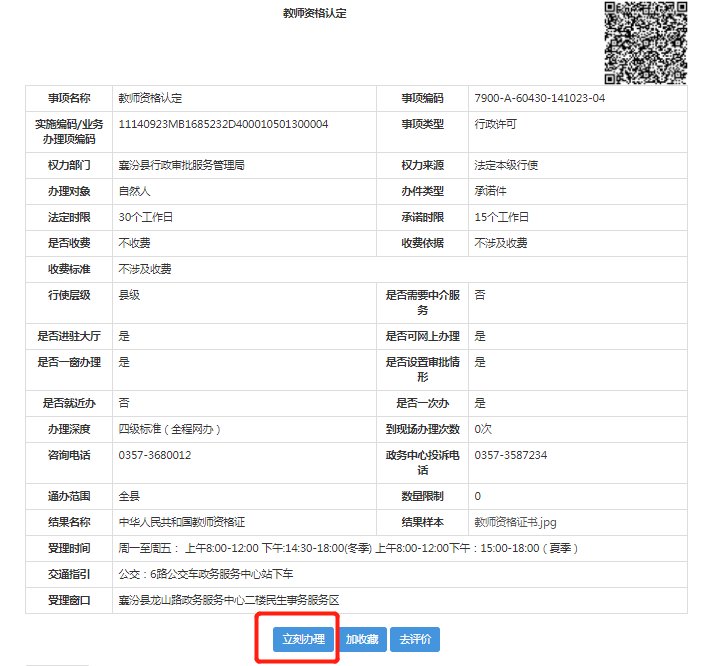 教师资格认定
事项名称 教师资格认定 事项编码 7900-A-60430-141023-04
实施编码/业务办理项编码 11140923MB1685232D400010501300004 事项类型 行政许可
权力部门 襄汾县行政审批服务管理局 权力来源 法定本级行使
办理对象 自然人 办件类型 承诺件
法定时限 30个工作日 承诺时限 15个工作日
是否收费 不收费 收费依据 不涉及收费
收费标准 不涉及收费
行使层级 县级 是否需要中介服务 否
是否进驻大厅 是 是否可网上办理 是
是否一窗办理 是 是否设置审批情形 是
是否就近办 否 是否一次办 是
办理深度 四级标准（全程网办） 到现场办理次数 0次
咨询电话 0357-3680012 政务中心投诉电话 0357-3587234
通办范围 全县 数量限制 0
结果名称 中华人民共和国教师资格证 结果样本 教师资格证书.jpg
受理时间 周一至周五： 上午8:00-12:00 下午:14:30-18:00(冬季) 上午8:00-12:00下午：15:00-18:00（夏季）
交通指引 公交：6路公交车政务服务中心站下车
受理窗口 襄汾县龙山路政务服务中心二楼民生事务服务区
立刻办理 加收藏 去评价